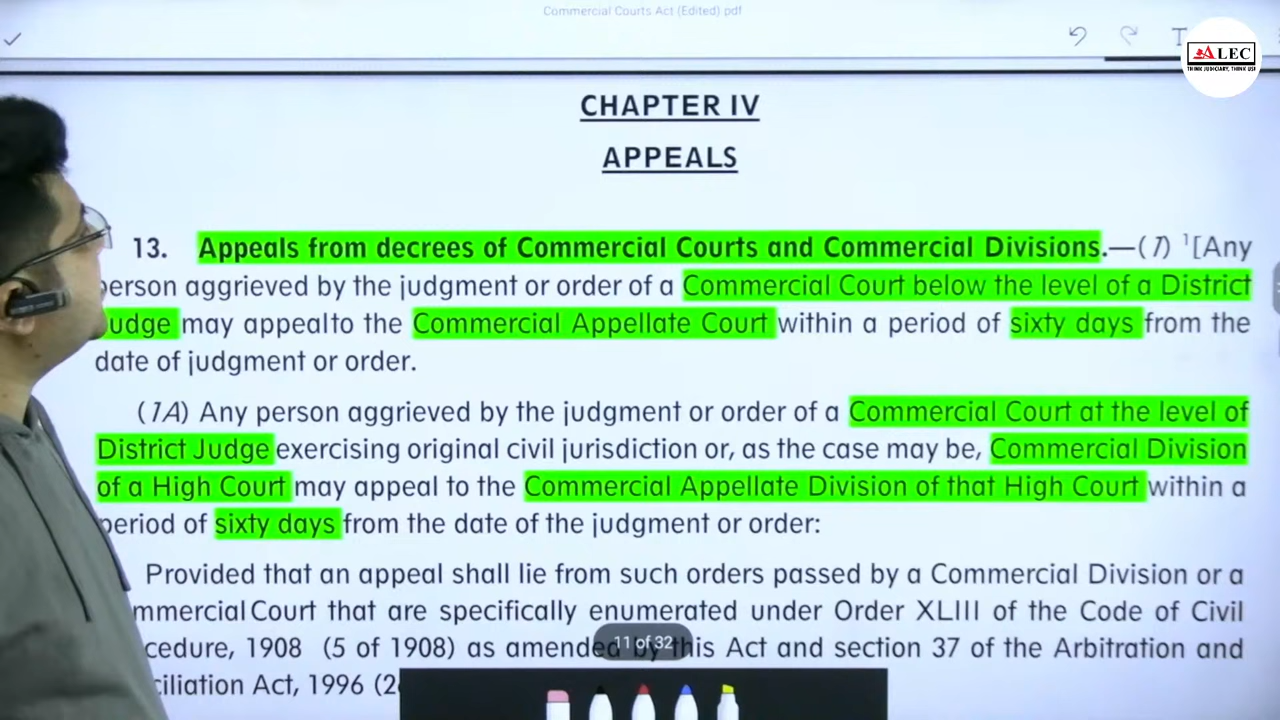 Commercial Courts Act (Edited) pdf
ALEC
THINK JUDICIARY, THINK US!
CHAPTER IV
APPEALS
13. Appeals from decrees of Commercial Courts and Commercial Divisions.—(1) 1[Any
erson aggrieved by the judgment or order of a Commercial Court below the level of a District
udge may appealto the Commercial Appellate Court within a period of sixty days from the
date of judgment or order.
(1A) Any person aggrieved by the judgment or order of a Commercial Court at the level of
District Judge exercising original civil jurisdiction or, as the case may be, Commercial Division
of a High Court may appeal to the Commercial Appellate Division of that High Court within a
period of sixty days from the date of the judgment or order:
Provided that an appeal shall lie from such orders passed by a Commercial Division or a
mmercial Court that are specifically enumerated under Order XLIII of the Code of Civil
cedure, 1908 (5 of 1908) as amended by this Act and section 37 of the Arbitration and
ciliation Act, 1996 (2
11 of 32